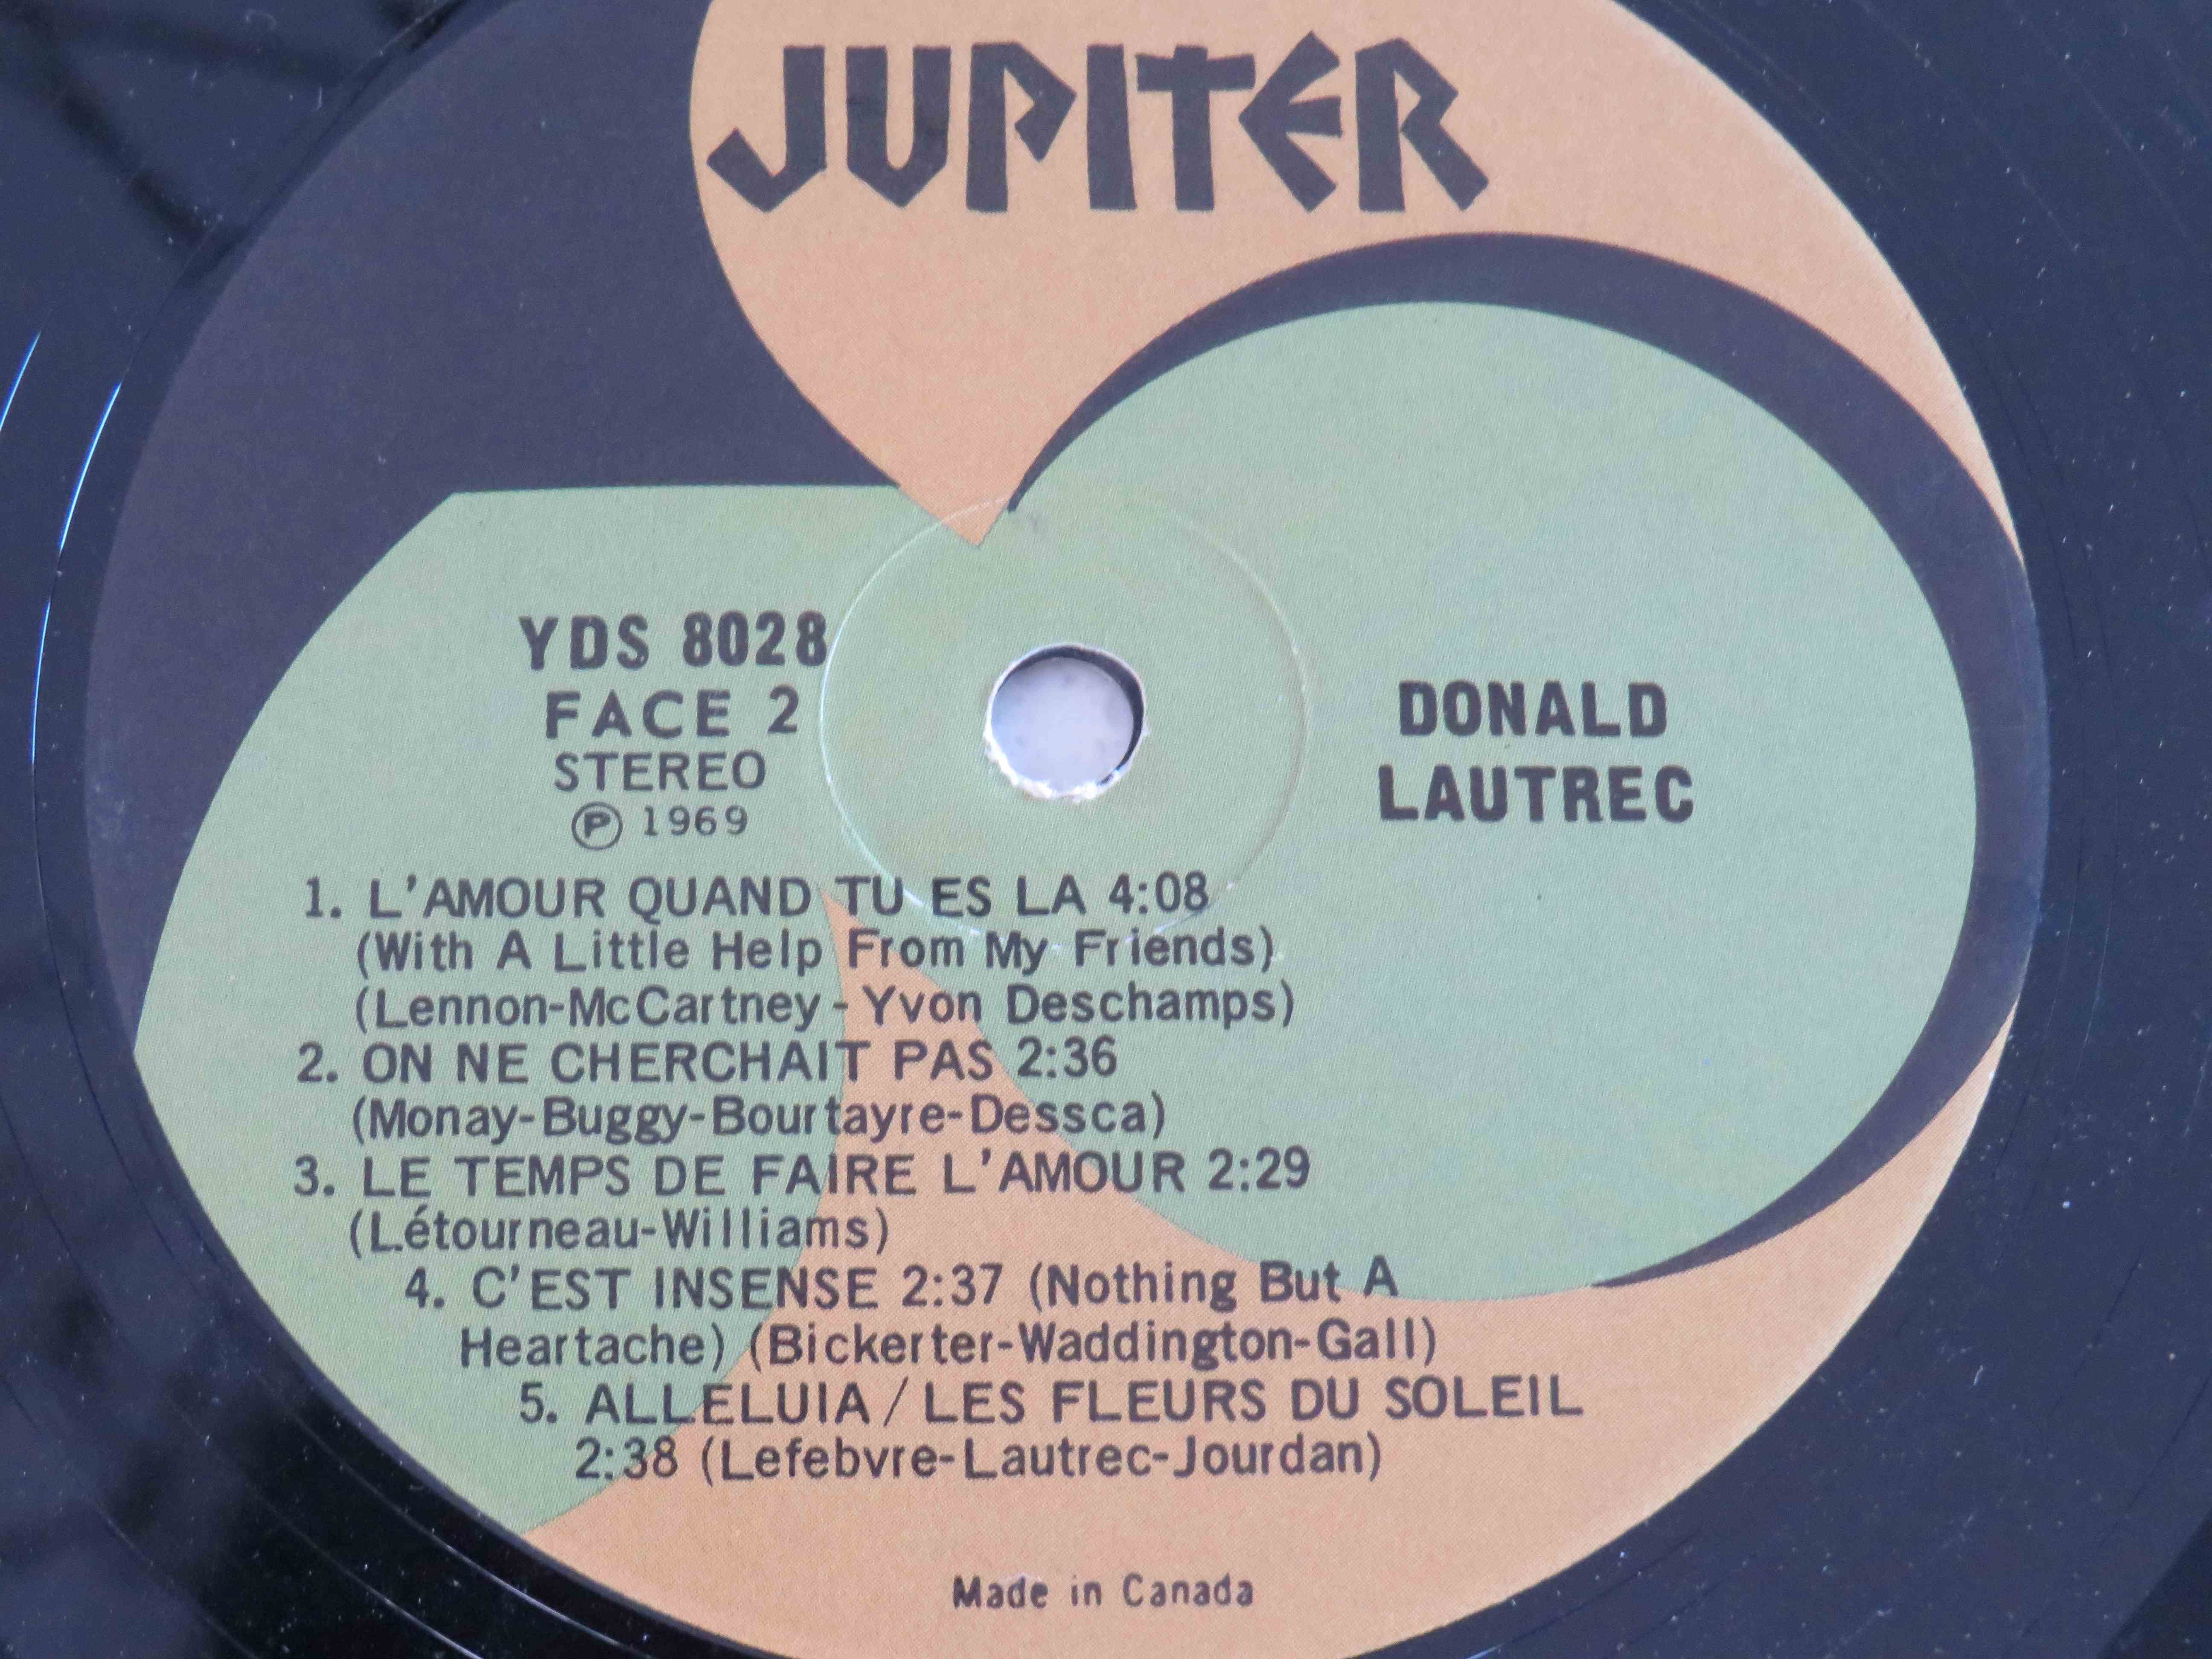 JUPITER
YDS 8028
FACE 2
STEREO
Ⓟ 1969
DONALD
LAUTREC
1. L'AMOUR QUAND TU ES LA 4:08
(With A Little Help From My Friends)
(Lennon-McCartney - Yvon Deschamps)
2. ON NE CHERCHAIT PAS 2:36
(Monay-Buggy-Bourtayre-Dessca)
3. LE TEMPS DE FAIRE L'AMOUR 2:29
(Létourneau-Williams)
4. C'EST INSENSE 2:37 (Nothing But A
Heartache) (Bickerter-Waddington-Gall)
5. ALLELUIA / LES FLEURS DU SOLEIL
2:38 (Lefebvre-Lautrec-Jourdan)
Made in Canada